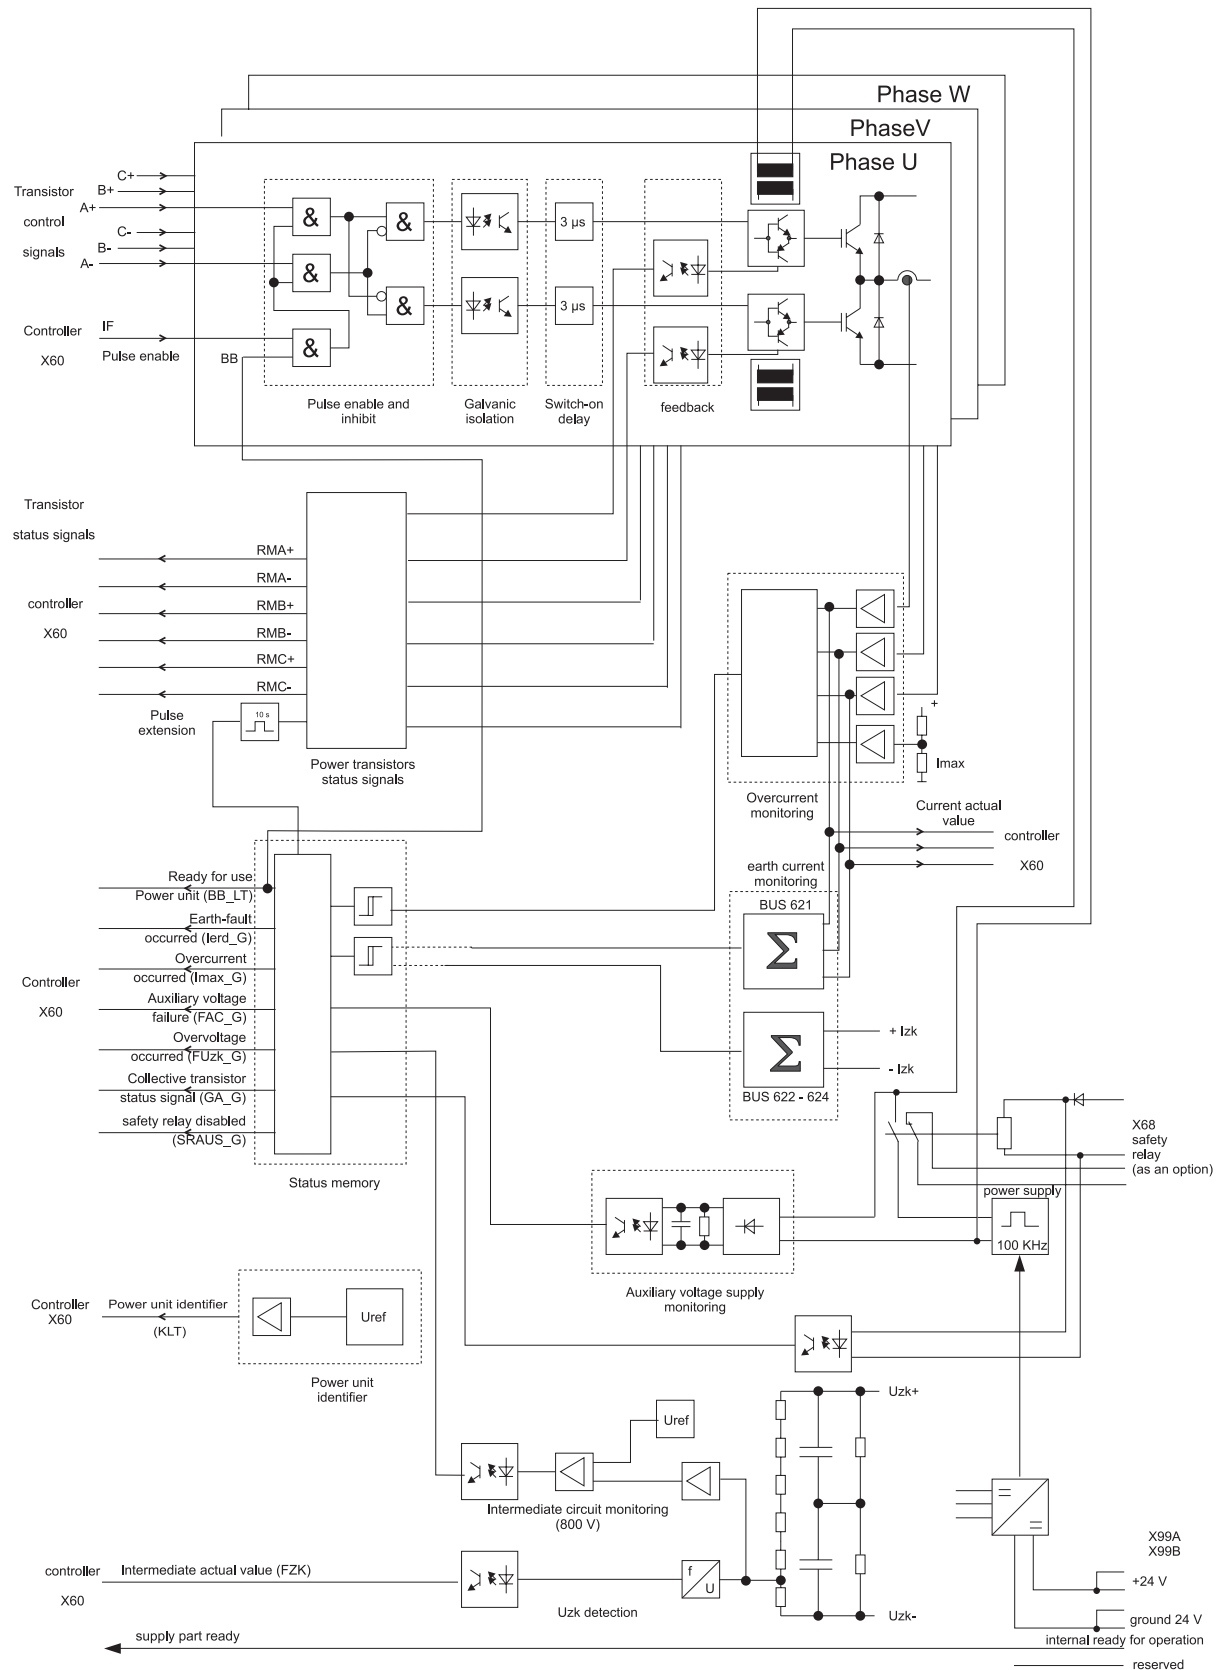 Phase W
PhaseV
Phase U
C+
Transistor
B+
A+
control
C-
signals
B-
A-
&
&
&
&
&
3 µs
3 µs
Controller
IF
X60
Pulse enable
BB
Pulse enable and
inhibit
Galvanic
isolation
Switch-on
delay
feedback
Transistor
status signals
RMA+
RMA-
controller
RMB+
X60
RMB-
RMC+
RMC-
Pulse
extension
10 s
Power transistors
status signals
+
Imax
Overcurrent
monitoring
Current actual
value
controller
X60
earth current
monitoring
BUS 621
Σ
Σ
+ Izk
- Izk
BUS 622 - 624
Ready for use
Power unit (BB_LT)
Earth-fault
occurred (Ierd_G)
Overcurrent
occurred (Imax_G)
Controller
X60
Auxiliary voltage
failure (FAC_G)
Overvoltage
occurred (FUzk_G)
Collective transistor
status signal (GA_G)
safety relay disabled
(SRAUS_G)
Status memory
X68
safety
relay
(as an option)
power supply
100 KHz
Auxiliary voltage supply
monitoring
Controller
X60
Power unit identifier
(KLT)
Uref
Power unit
identifier
Uzk+
Uref
Intermediate circuit monitoring
(800 V)
controller
X60
Intermediate actual value (FZK)
f
U
Uzk detection
Uzk-
X99A
X99B
+24 V
ground 24 V
supply part ready
internal ready for operation
reserved